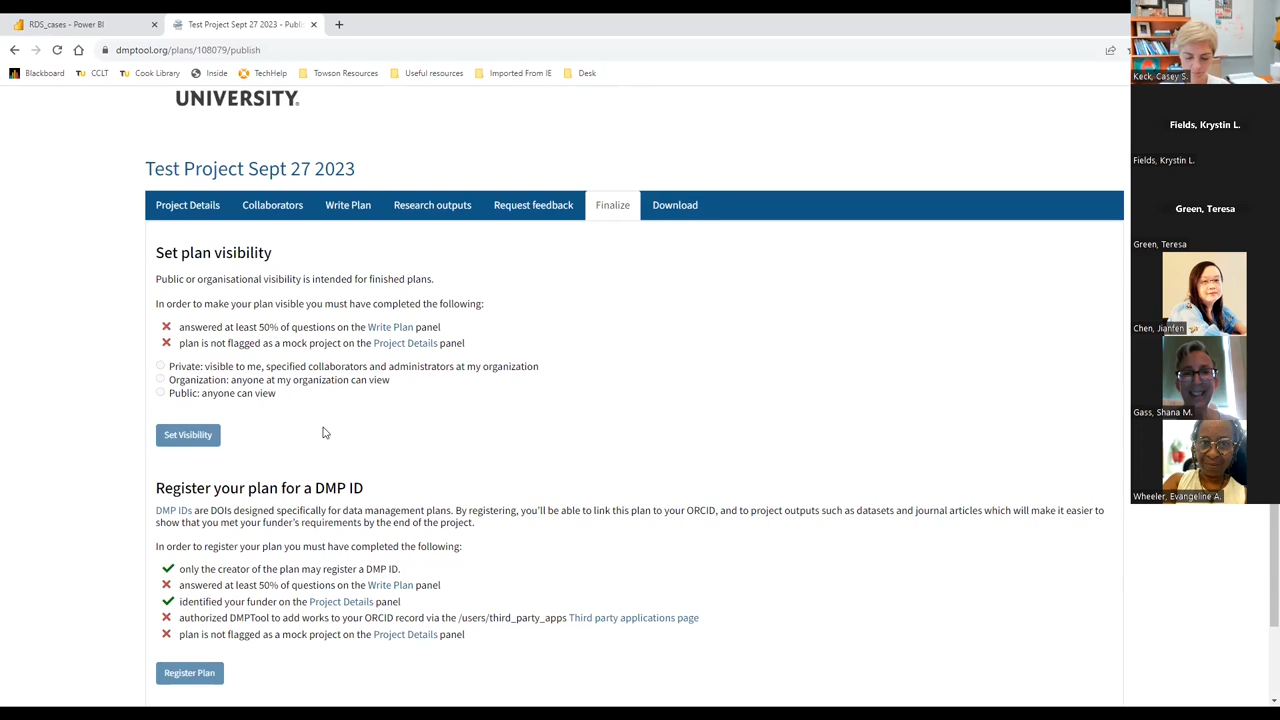 RDS_cases - Power BI
Test Project Sept 27 2023 - Publi
dmptool.org/plans/108079/publish
Blackboard
CCLT
Cook Library
Inside
TechHelp
Towson Resources
Useful resources
Imported From IE
Desk
UNIVERSITY.
Test Project Sept 27 2023
Project Details
Collaborators
Write Plan
Research outputs
Request feedback
Finalize
Download
Set plan visibility
Public or organisational visibility is intended for finished plans.
In order to make your plan visible you must have completed the following:
answered at least 50% of questions on the Write Plan panel
plan is not flagged as a mock project on the Project Details panel
Private: visible to me, specified collaborators and administrators at my organization
Organization: anyone at my organization can view
Public: anyone can view
Set Visibility
Register your plan for a DMP ID
DMP IDs are DOIs designed specifically for data management plans. By registering, you'll be able to link this plan to your ORCID, and to project outputs such as datasets and journal articles which will make it easier to
show that you met your funder's requirements by the end of the project.
In order to register your plan you must have completed the following:
only the creator of the plan may register a DMP ID.
answered at least 50% of questions on the Write Plan panel
identified your funder on the Project Details panel
authorized DMPTool to add works to your ORCID record via the /users/third_party_apps Third party applications page
plan is not flagged as a mock project on the Project Details panel
Register Plan
Keck, Casey S.
Fields, Krystin L.
Fields, Krystin L.
Green, Teresa
Green, Teresa
Chen, Jianfen
Gass, Shana M.
Wheeler, Evangeline A.